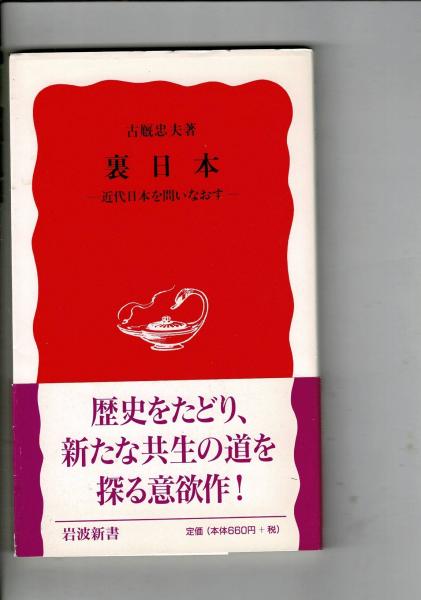 古厩忠夫著
裏日本
―近代日本を問いなおす―
歴史をたどり、
新たな共生の道を
探る意欲作！
岩波新書
定価（本体660円＋税）